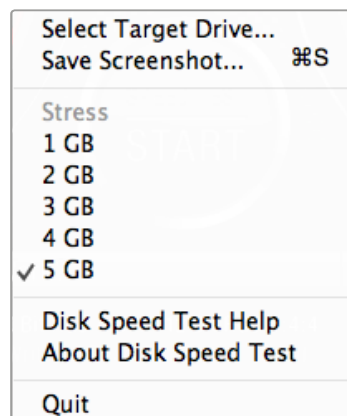 Select Target Drive...
Save Screenshot... ⌘S
Stress
1 GB
START
2 GB
3 GB
4 GB
✓ 5 GB
Disk Speed Test Help
About Disk Speed Test
Quit